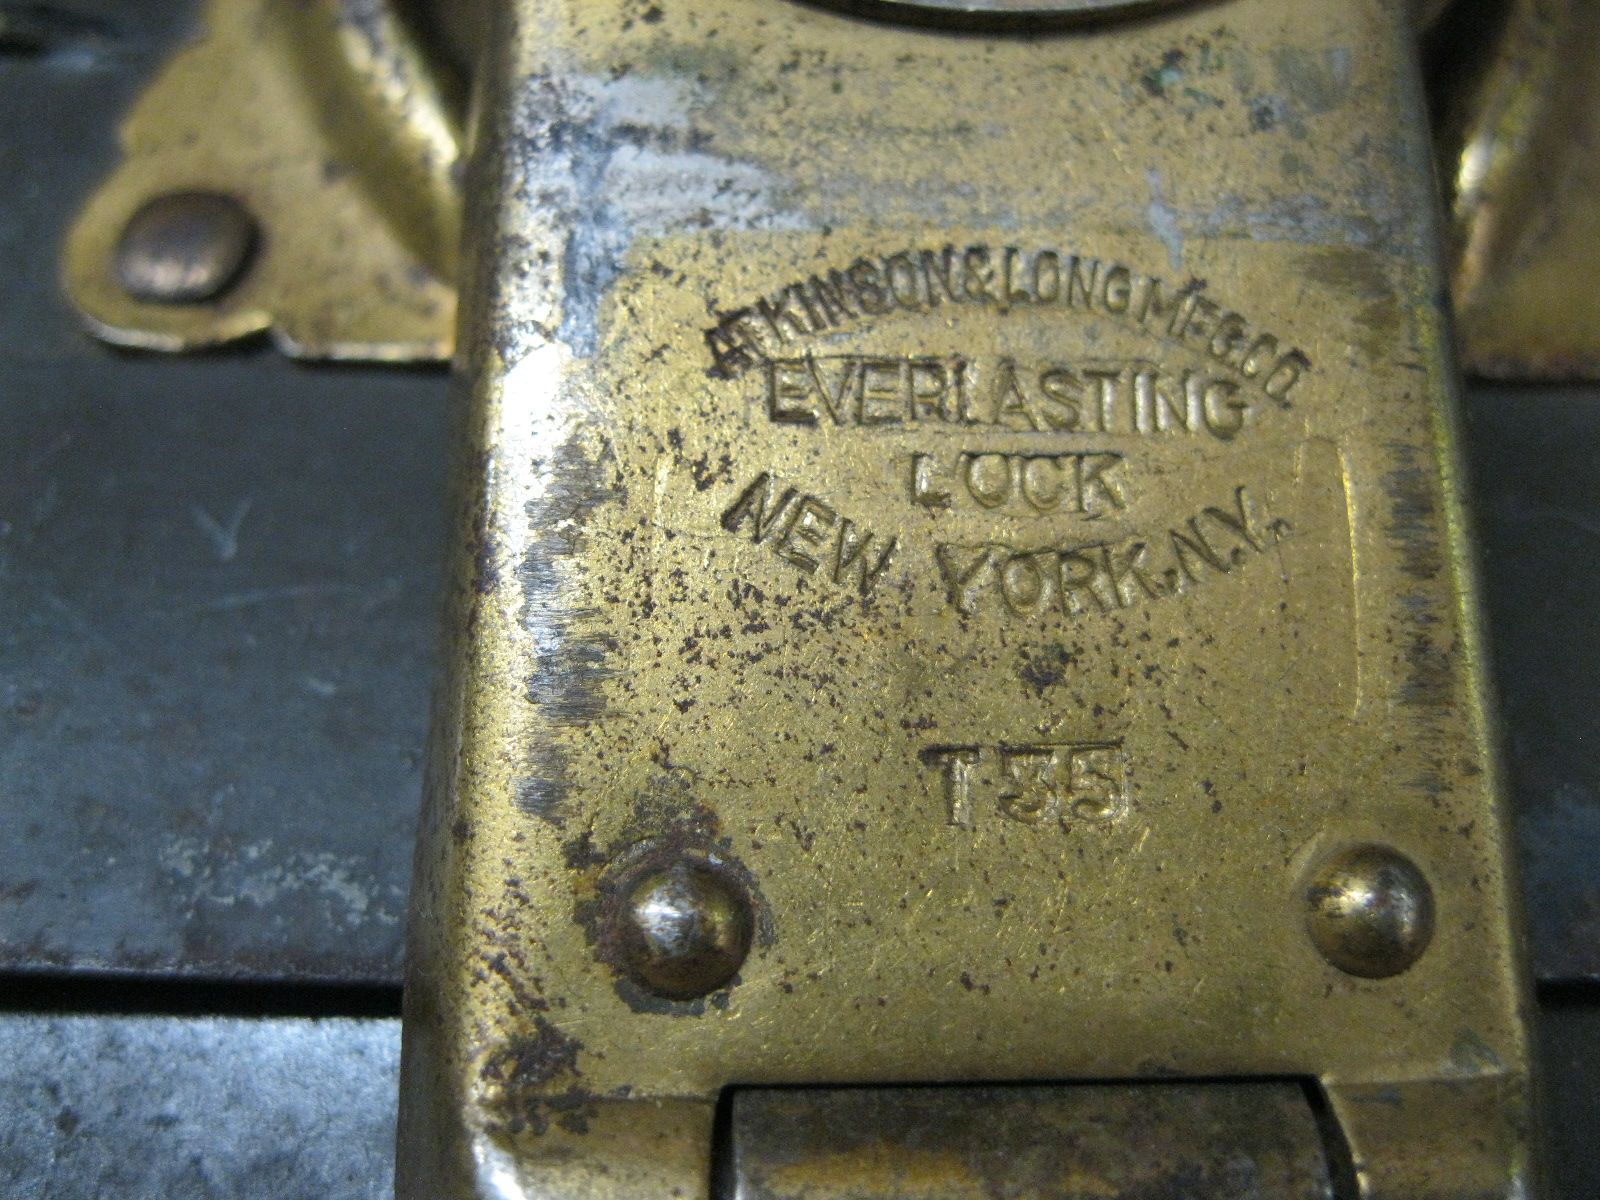 ATKINSON & LONG MFG. CO.
EVERLASTING
LOCK
NEW YORK, N.Y.
T35